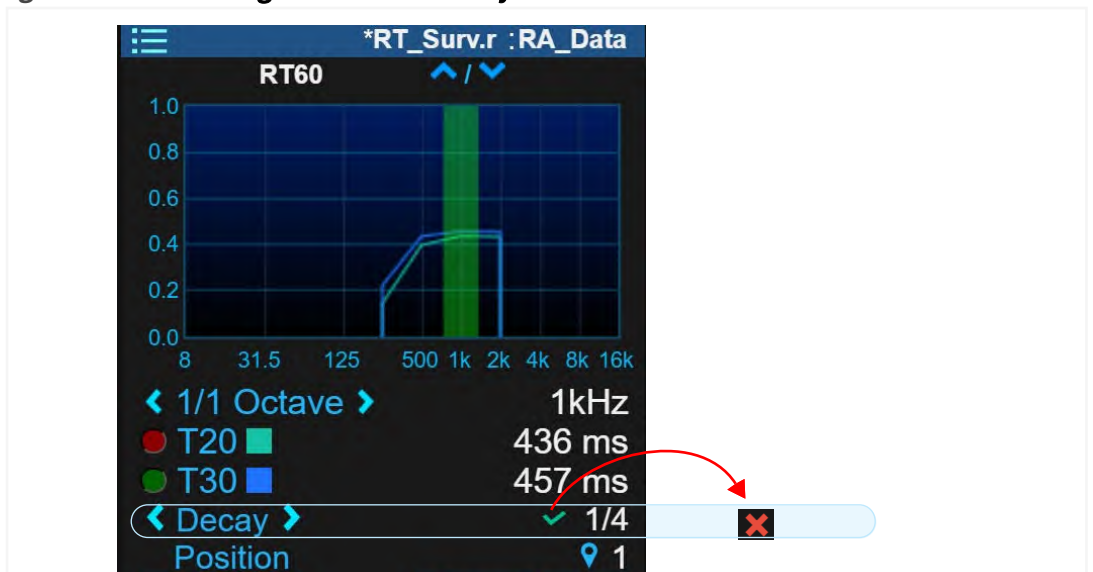 *RT_Surv.r :RA_Data
RT60 /
1.0
0.8
0.6
0.4
0.2
0.0
8 31.5 125 500 1k 2k 4k 8k 16k
1/1 Octave 1kHz
T20 436 ms
T30 457 ms
Decay 1/4
Position 1